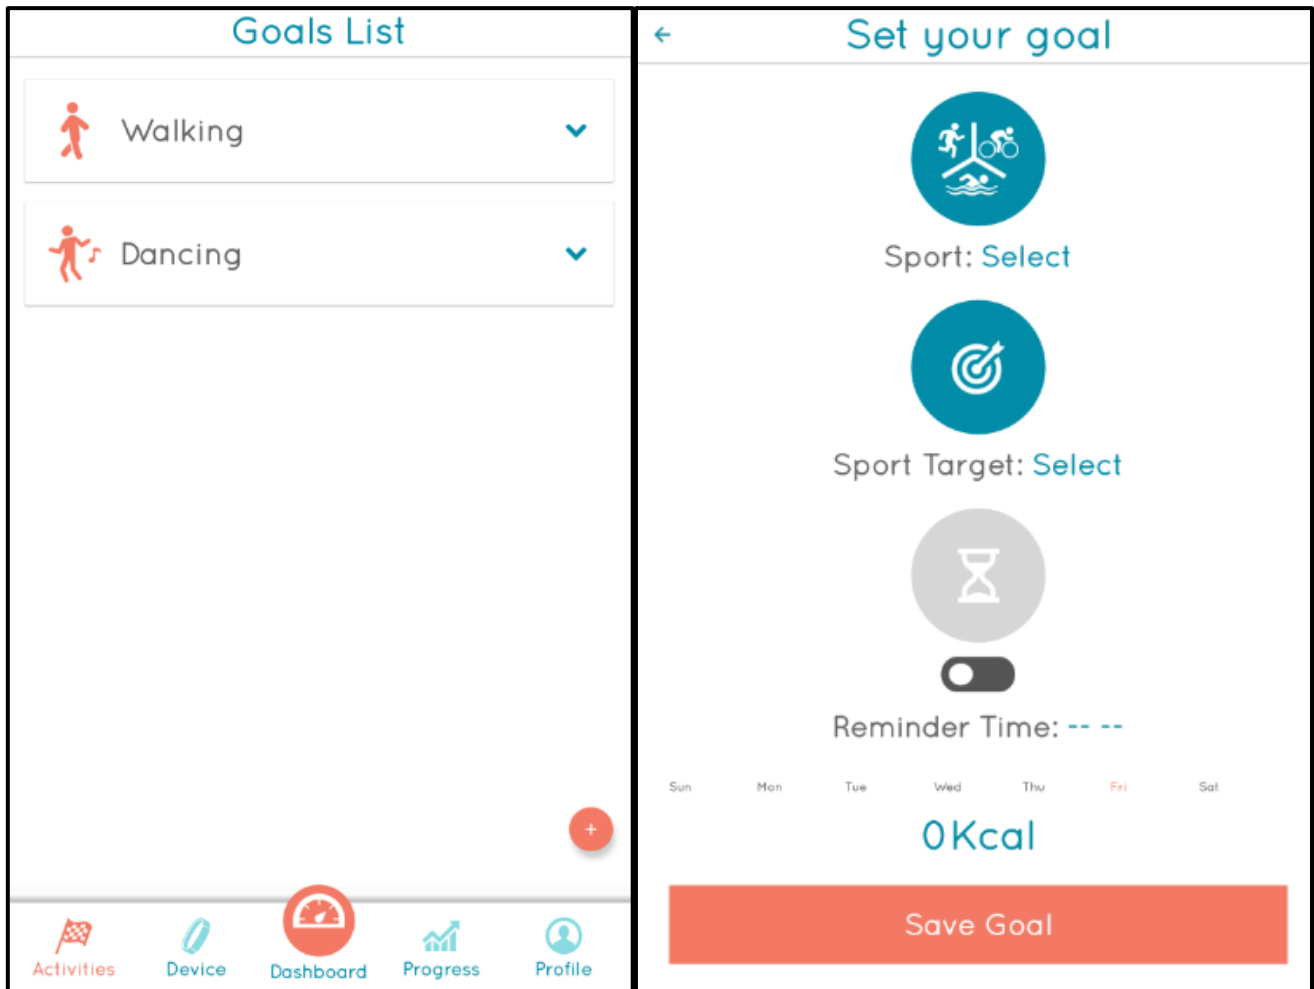 Goals List
Walking
Dancing
+
Activities
Device
Dashboard
Progress
Profile
Set your goal
Sport: Select
Sport Target: Select
Reminder Time: -- --
Sun Mon Tue Wed Thu Fri Sat
0Kcal
Save Goal